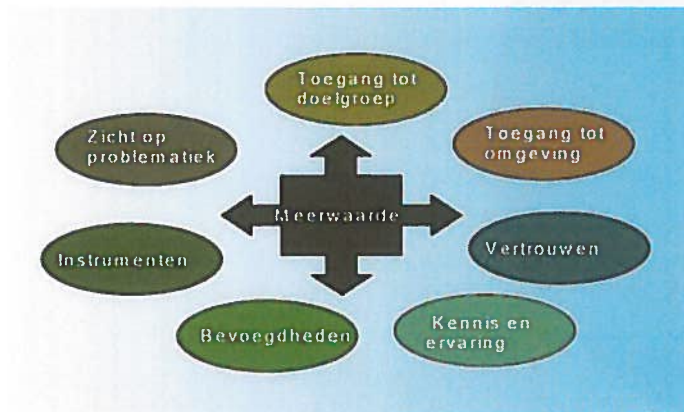 Toegang tot
doelgroep
Zicht op
problematiek
Toegang tot
omgeving
Meerwaarde
Instrumenten
Vertrouwen
Bevoegdheden
Kennis en
ervaring